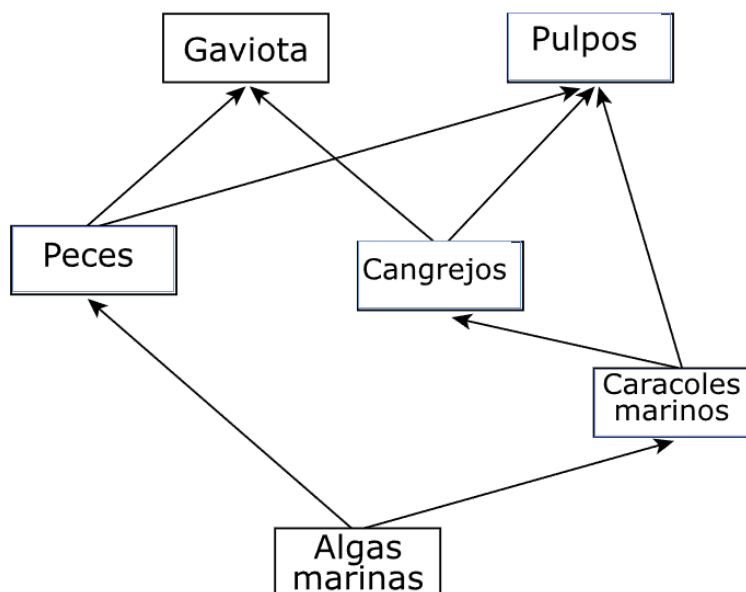 Gaviota
Pulpos
Peces
Cangrejos
Caracoles
marinos
Algas
marinas